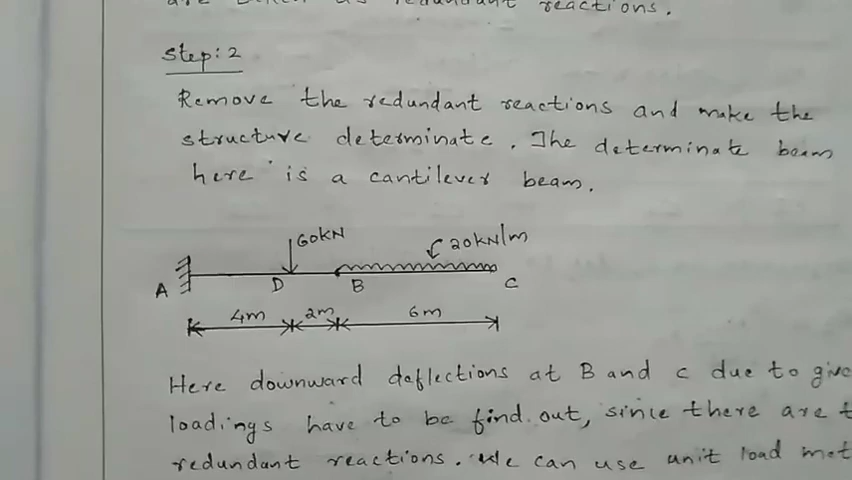 redundant reactions.
Step: 2
Remove the redundant reactions and make the
structure determinate. The determinate beam
here is a cantilever beam.
60kN
20kN/m
A D B C
4m 2m 6m
Here downward deflections at B and c due to give
loadings have to be find out, since there are t
redundant reactions. We can use unit load met